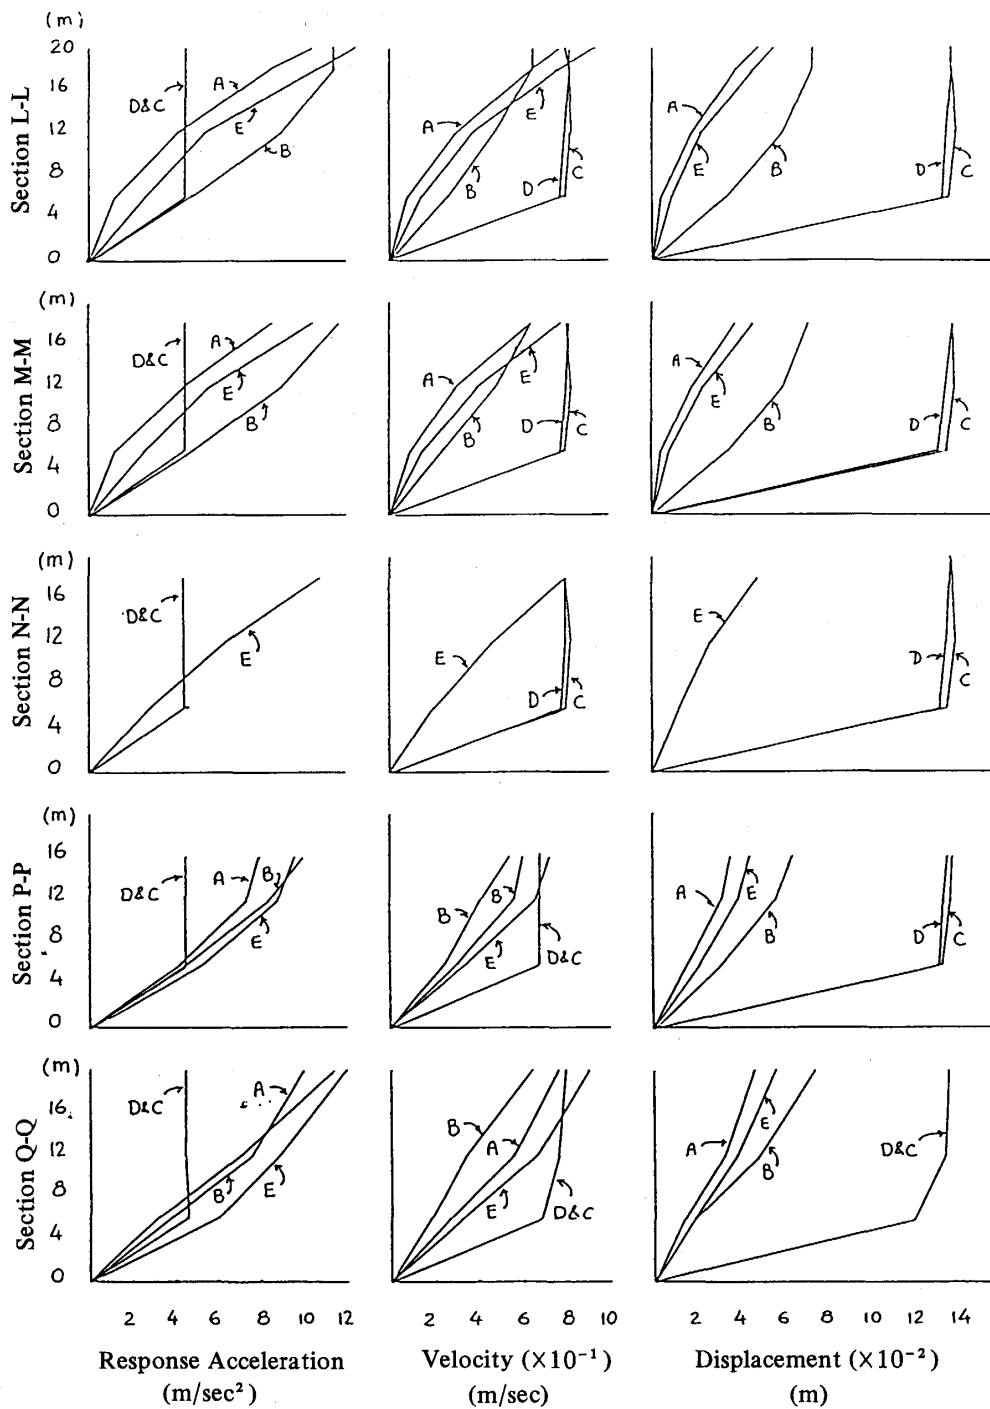 (m)
20
16
12
8
4
0
Section L-L
D&C
A
E
B
A
E
B
D
C
A
E
B
D
C
(m)
16
12
8
4
0
Section M-M
D&C
A
E
B
A
E
B
D
C
A
E
B
D
C
(m)
16
12
8
4
0
Section N-N
D&C
E
E
D
C
E
D
C
(m)
16
12
8
4
0
Section P-P
D&C
A
B
E
B
B
E
D&C
A
E
B
D
C
(m)
16
12
8
4
0
Section Q-Q
D&C
A
B
E
B
A
E
D&C
A
E
B
D&C
2 4 6 8 10 12
2 4 6 8 10
2 4 6 8 10 12 14
Response Acceleration
(m/sec²)
Velocity (×10⁻¹)
(m/sec)
Displacement (×10⁻²)
(m)